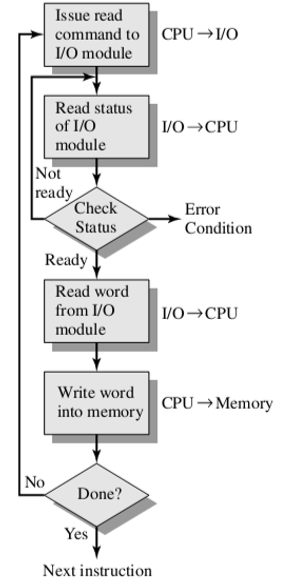 Issue read
command to
I/O module
CPU → I/O
Read status
of I/O
module
I/O → CPU
Not
ready
Check
Status
Error
Condition
Ready
Read word
from I/O
module
I/O → CPU
Write word
into memory
CPU → Memory
No
Done?
Yes
Next instruction